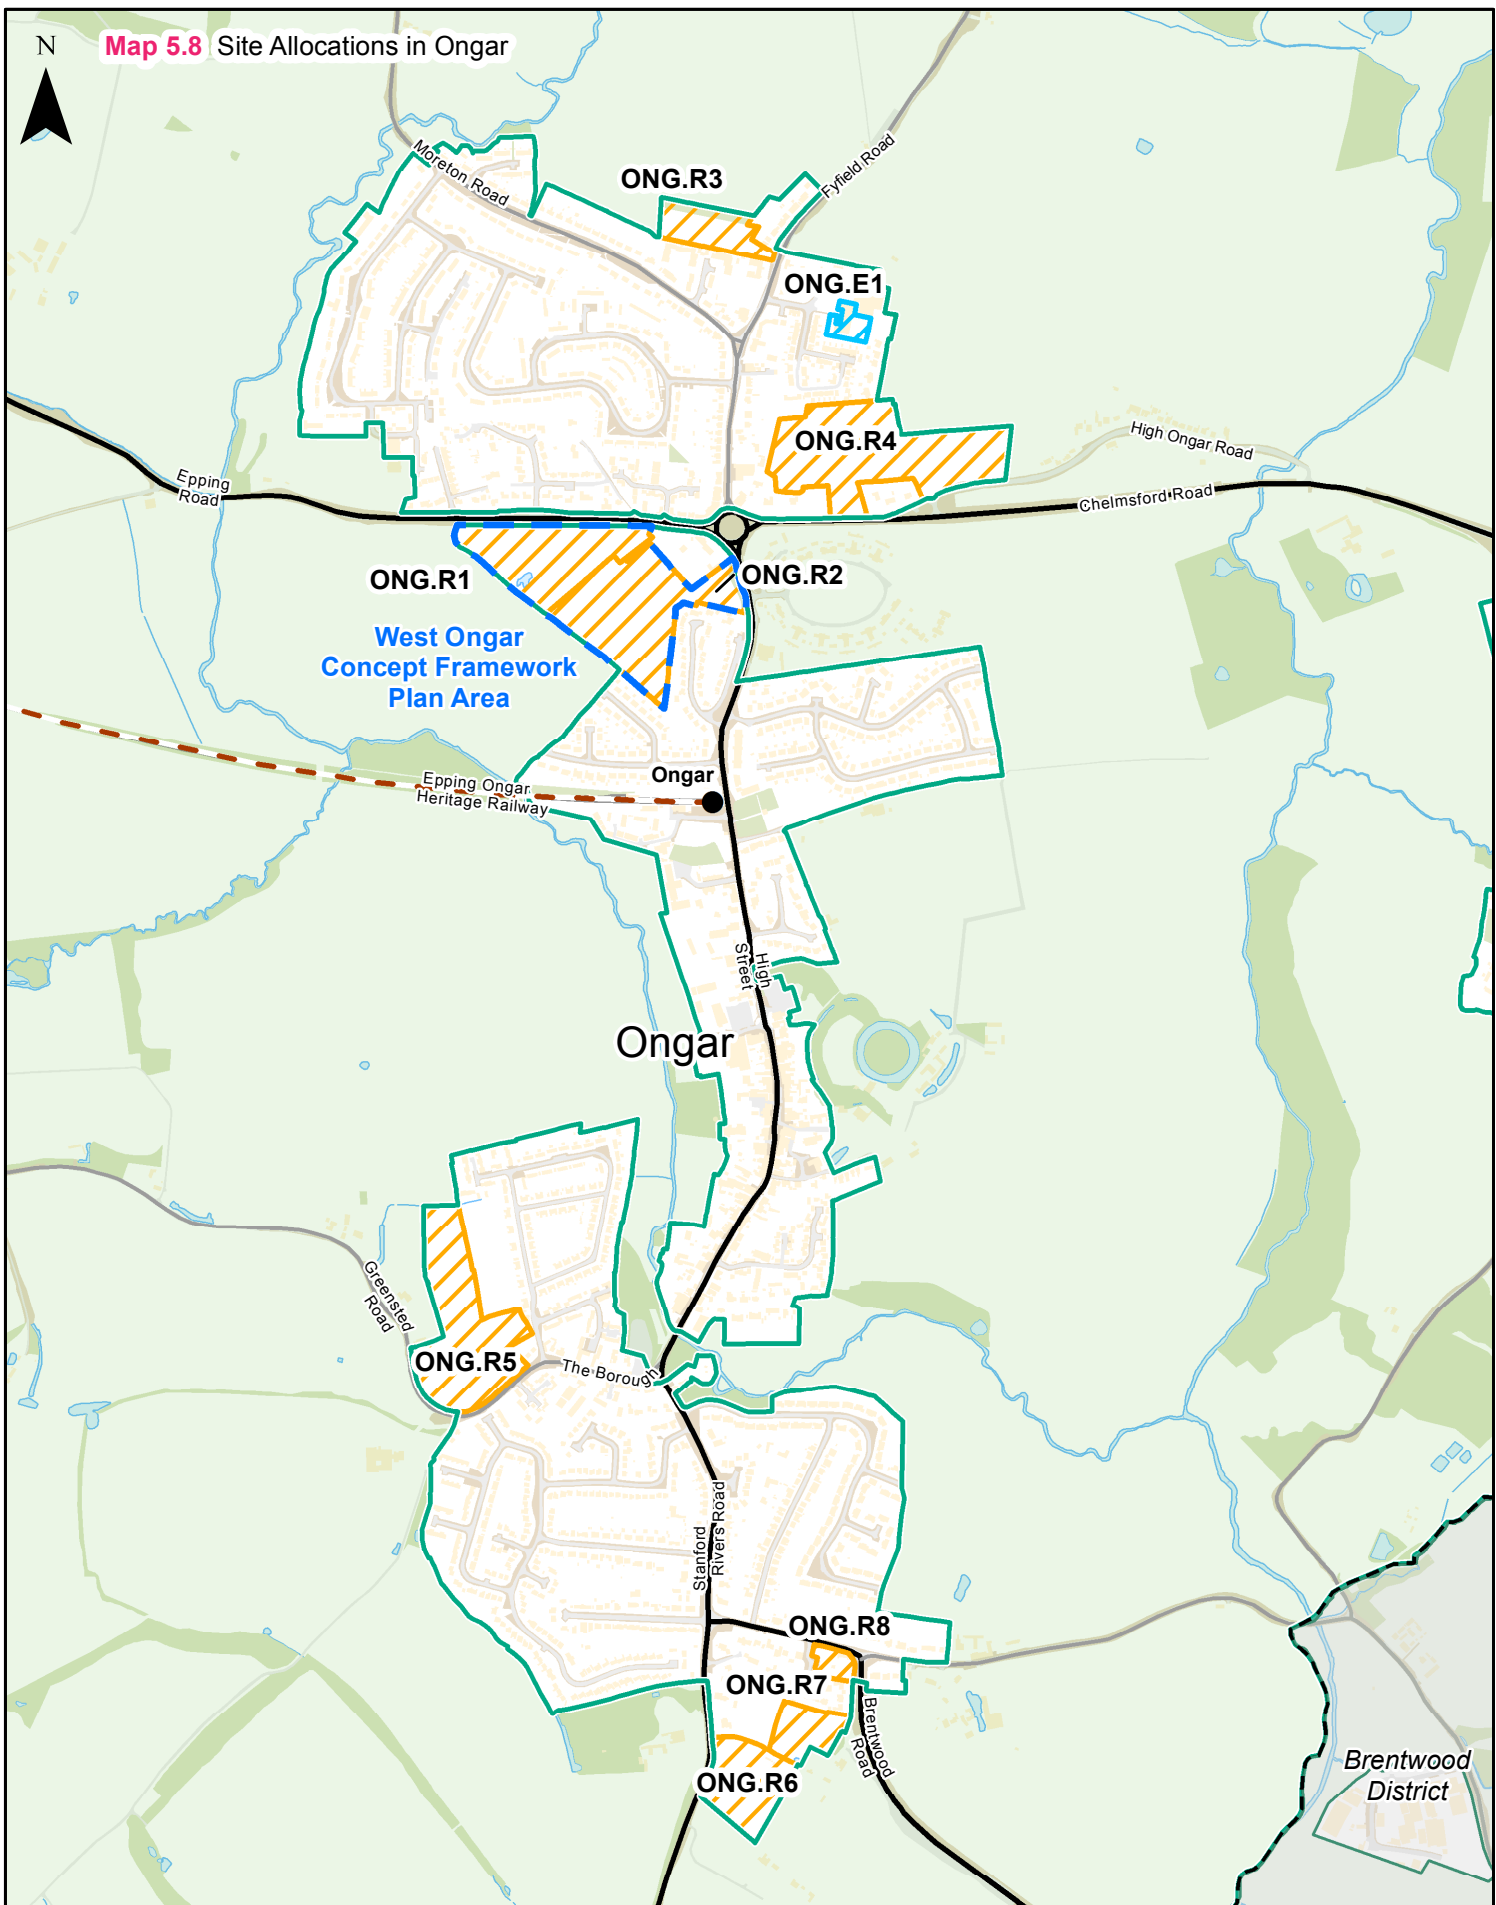 N
Map 5.8 Site Allocations in Ongar
Moreton Road
ONG.R3
Fyfield Road
ONG.E1
ONG.R4
High Ongar Road
Epping
Road
Chelmsford Road
ONG.R1
ONG.R2
West Ongar
Concept Framework
Plan Area
Ongar
Epping Ongar
Heritage Railway
High
Street
Ongar
Greensted
Road
ONG.R5
The Borough
Stanford
Rivers Road
ONG.R8
ONG.R7
Brentwood
Road
ONG.R6
Brentwood
District